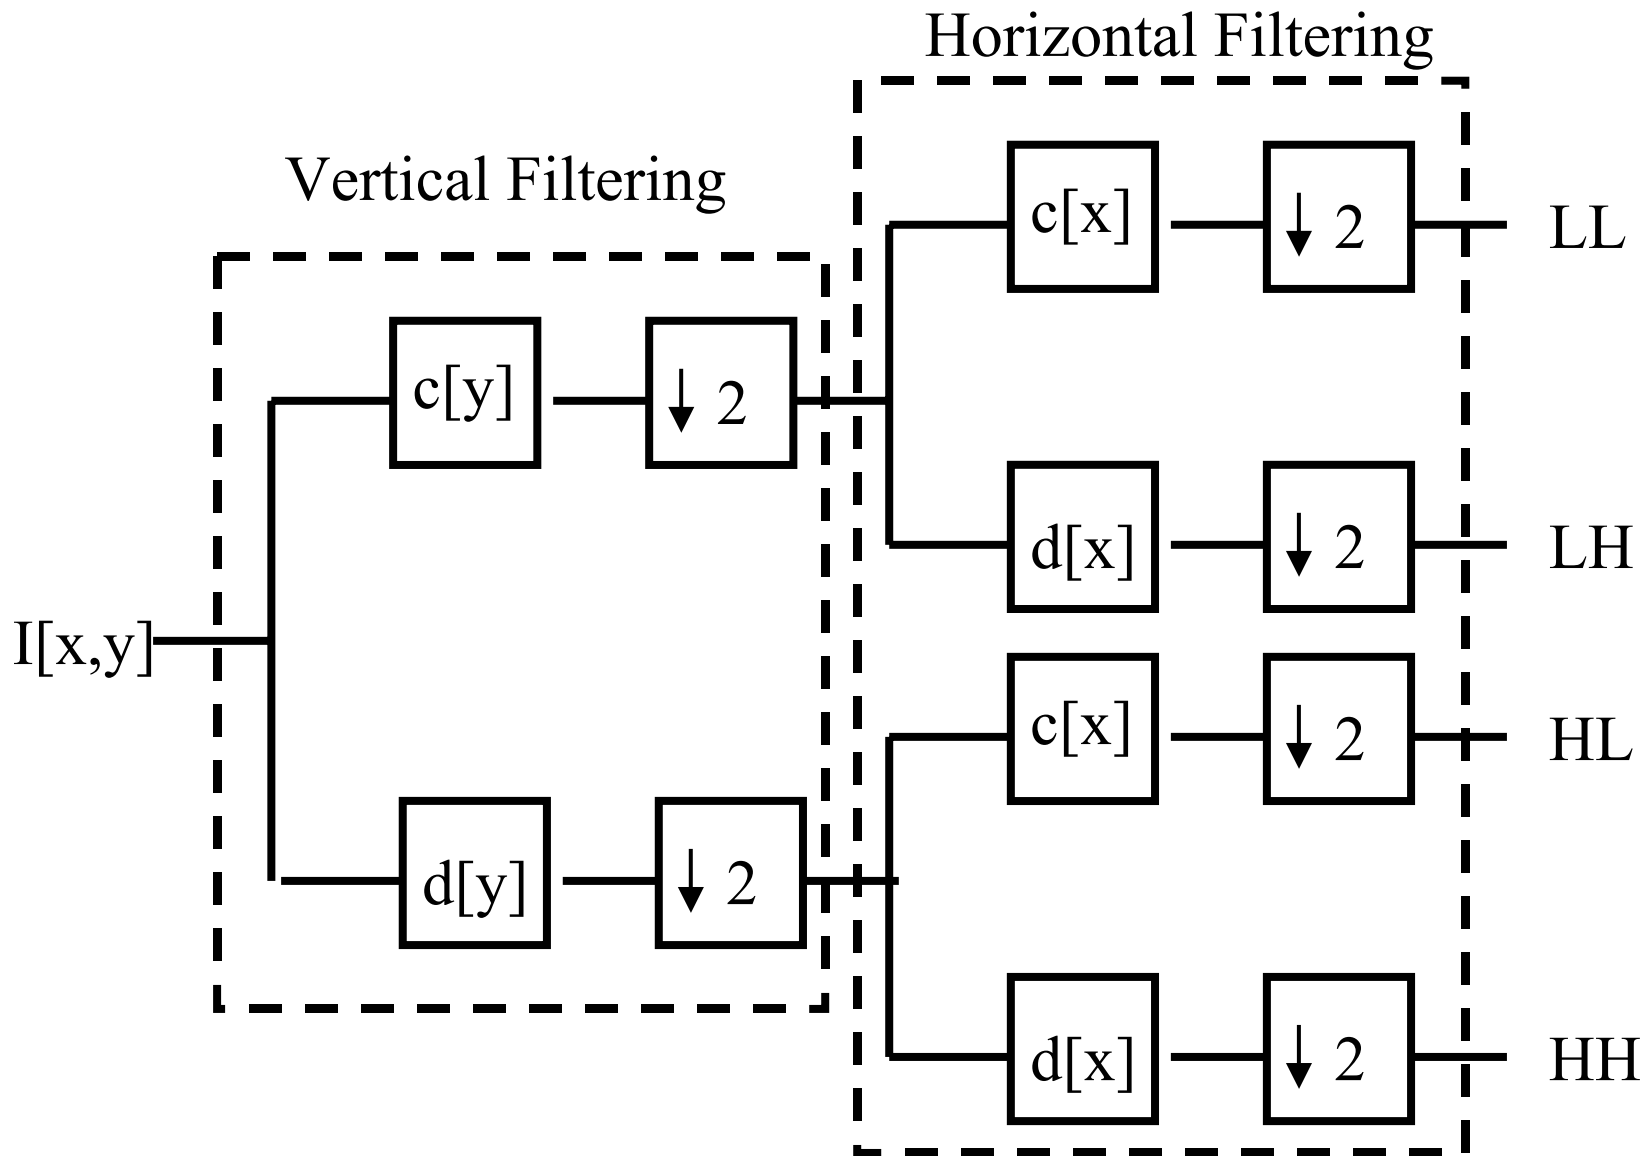 Horizontal Filtering
Vertical Filtering
c[x]
↓ 2
LL
c[y]
↓ 2
d[x]
↓ 2
LH
I[x,y]
c[x]
↓ 2
HL
d[y]
↓ 2
d[x]
↓ 2
HH